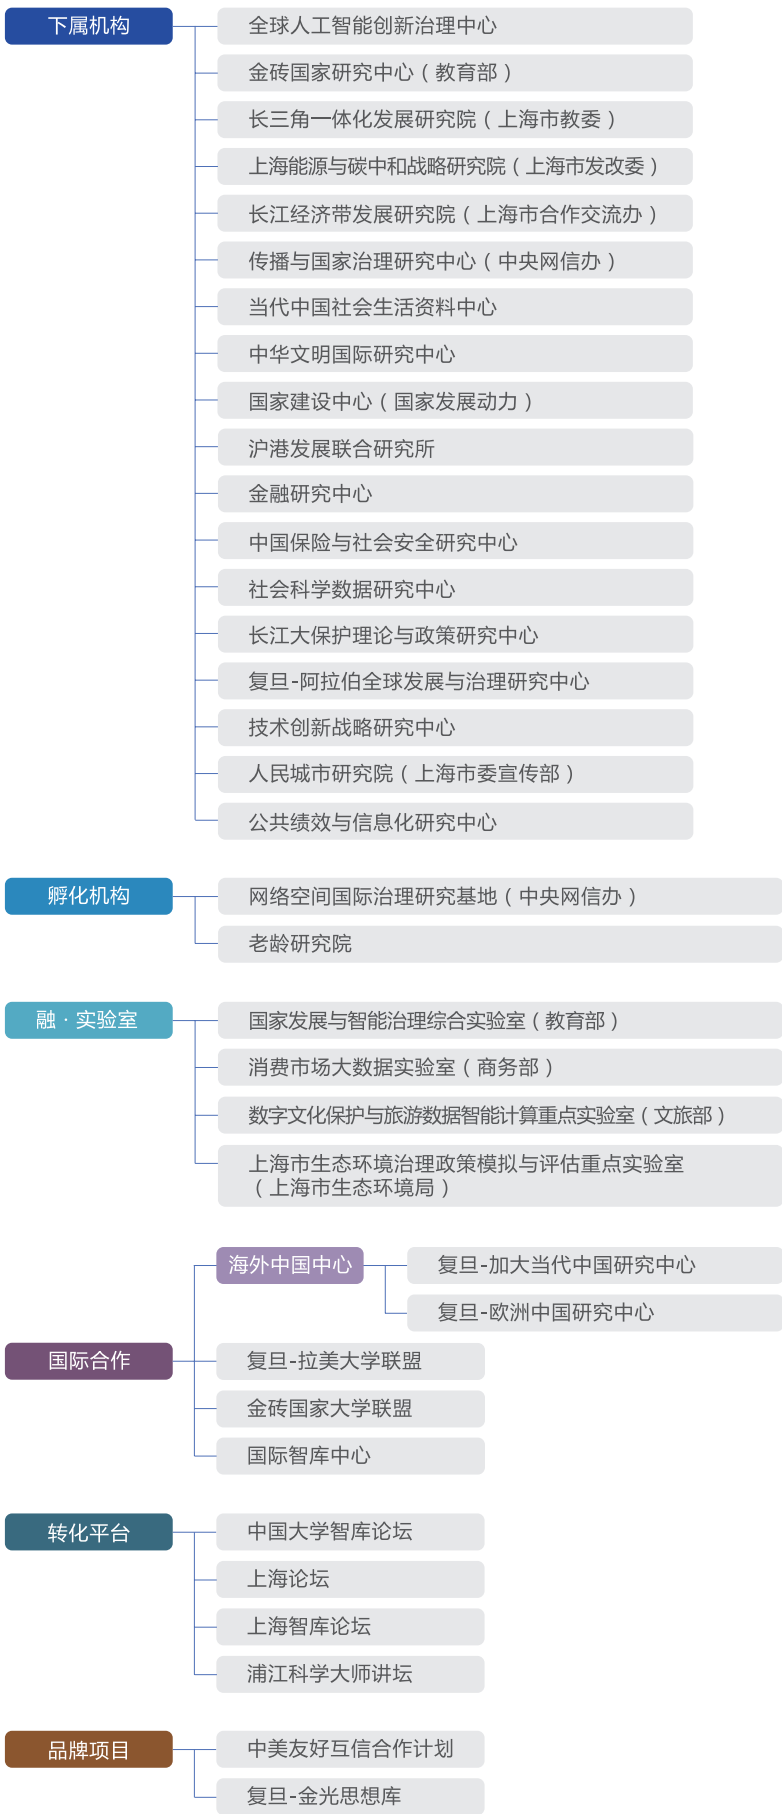 下属机构
全球人工智能创新治理中心
金砖国家研究中心（教育部）
长三角一体化发展研究院（上海市教委）
上海能源与碳中和战略研究院（上海市发改委）
长江经济带发展研究院（上海市合作交流办）
传播与国家治理研究中心（中央网信办）
当代中国社会生活资料中心
中华文明国际研究中心
国家建设中心（国家发展动力）
沪港发展联合研究所
金融研究中心
中国保险与社会安全研究中心
社会科学数据研究中心
长江大保护理论与政策研究中心
复旦-阿拉伯全球发展与治理研究中心
技术创新战略研究中心
人民城市研究院（上海市委宣传部）
公共绩效与信息化研究中心
孵化机构
网络空间国际治理研究基地（中央网信办）
老龄研究院
融·实验室
国家发展与智能治理综合实验室（教育部）
消费市场大数据实验室（商务部）
数字文化保护与旅游数据智能计算重点实验室（文旅部）
上海市生态环境治理政策模拟与评估重点实验室
（上海市生态环境局）
国际合作
海外中国中心
复旦-加大当代中国研究中心
复旦-欧洲中国研究中心
复旦-拉美大学联盟
金砖国家大学联盟
国际智库中心
转化平台
中国大学智库论坛
上海论坛
上海智库论坛
浦江科学大师讲坛
品牌项目
中美友好互信合作计划
复旦-金光思想库